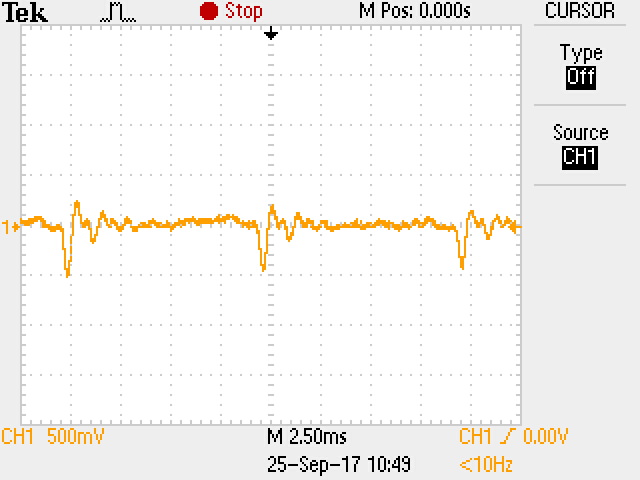 Tek Stop M Pos: 0.000s CURSOR
Type
Off
Source
CH1
1
CH1 500mV M 2.50ms CH1 0.00V
25-Sep-17 10:49 <10Hz